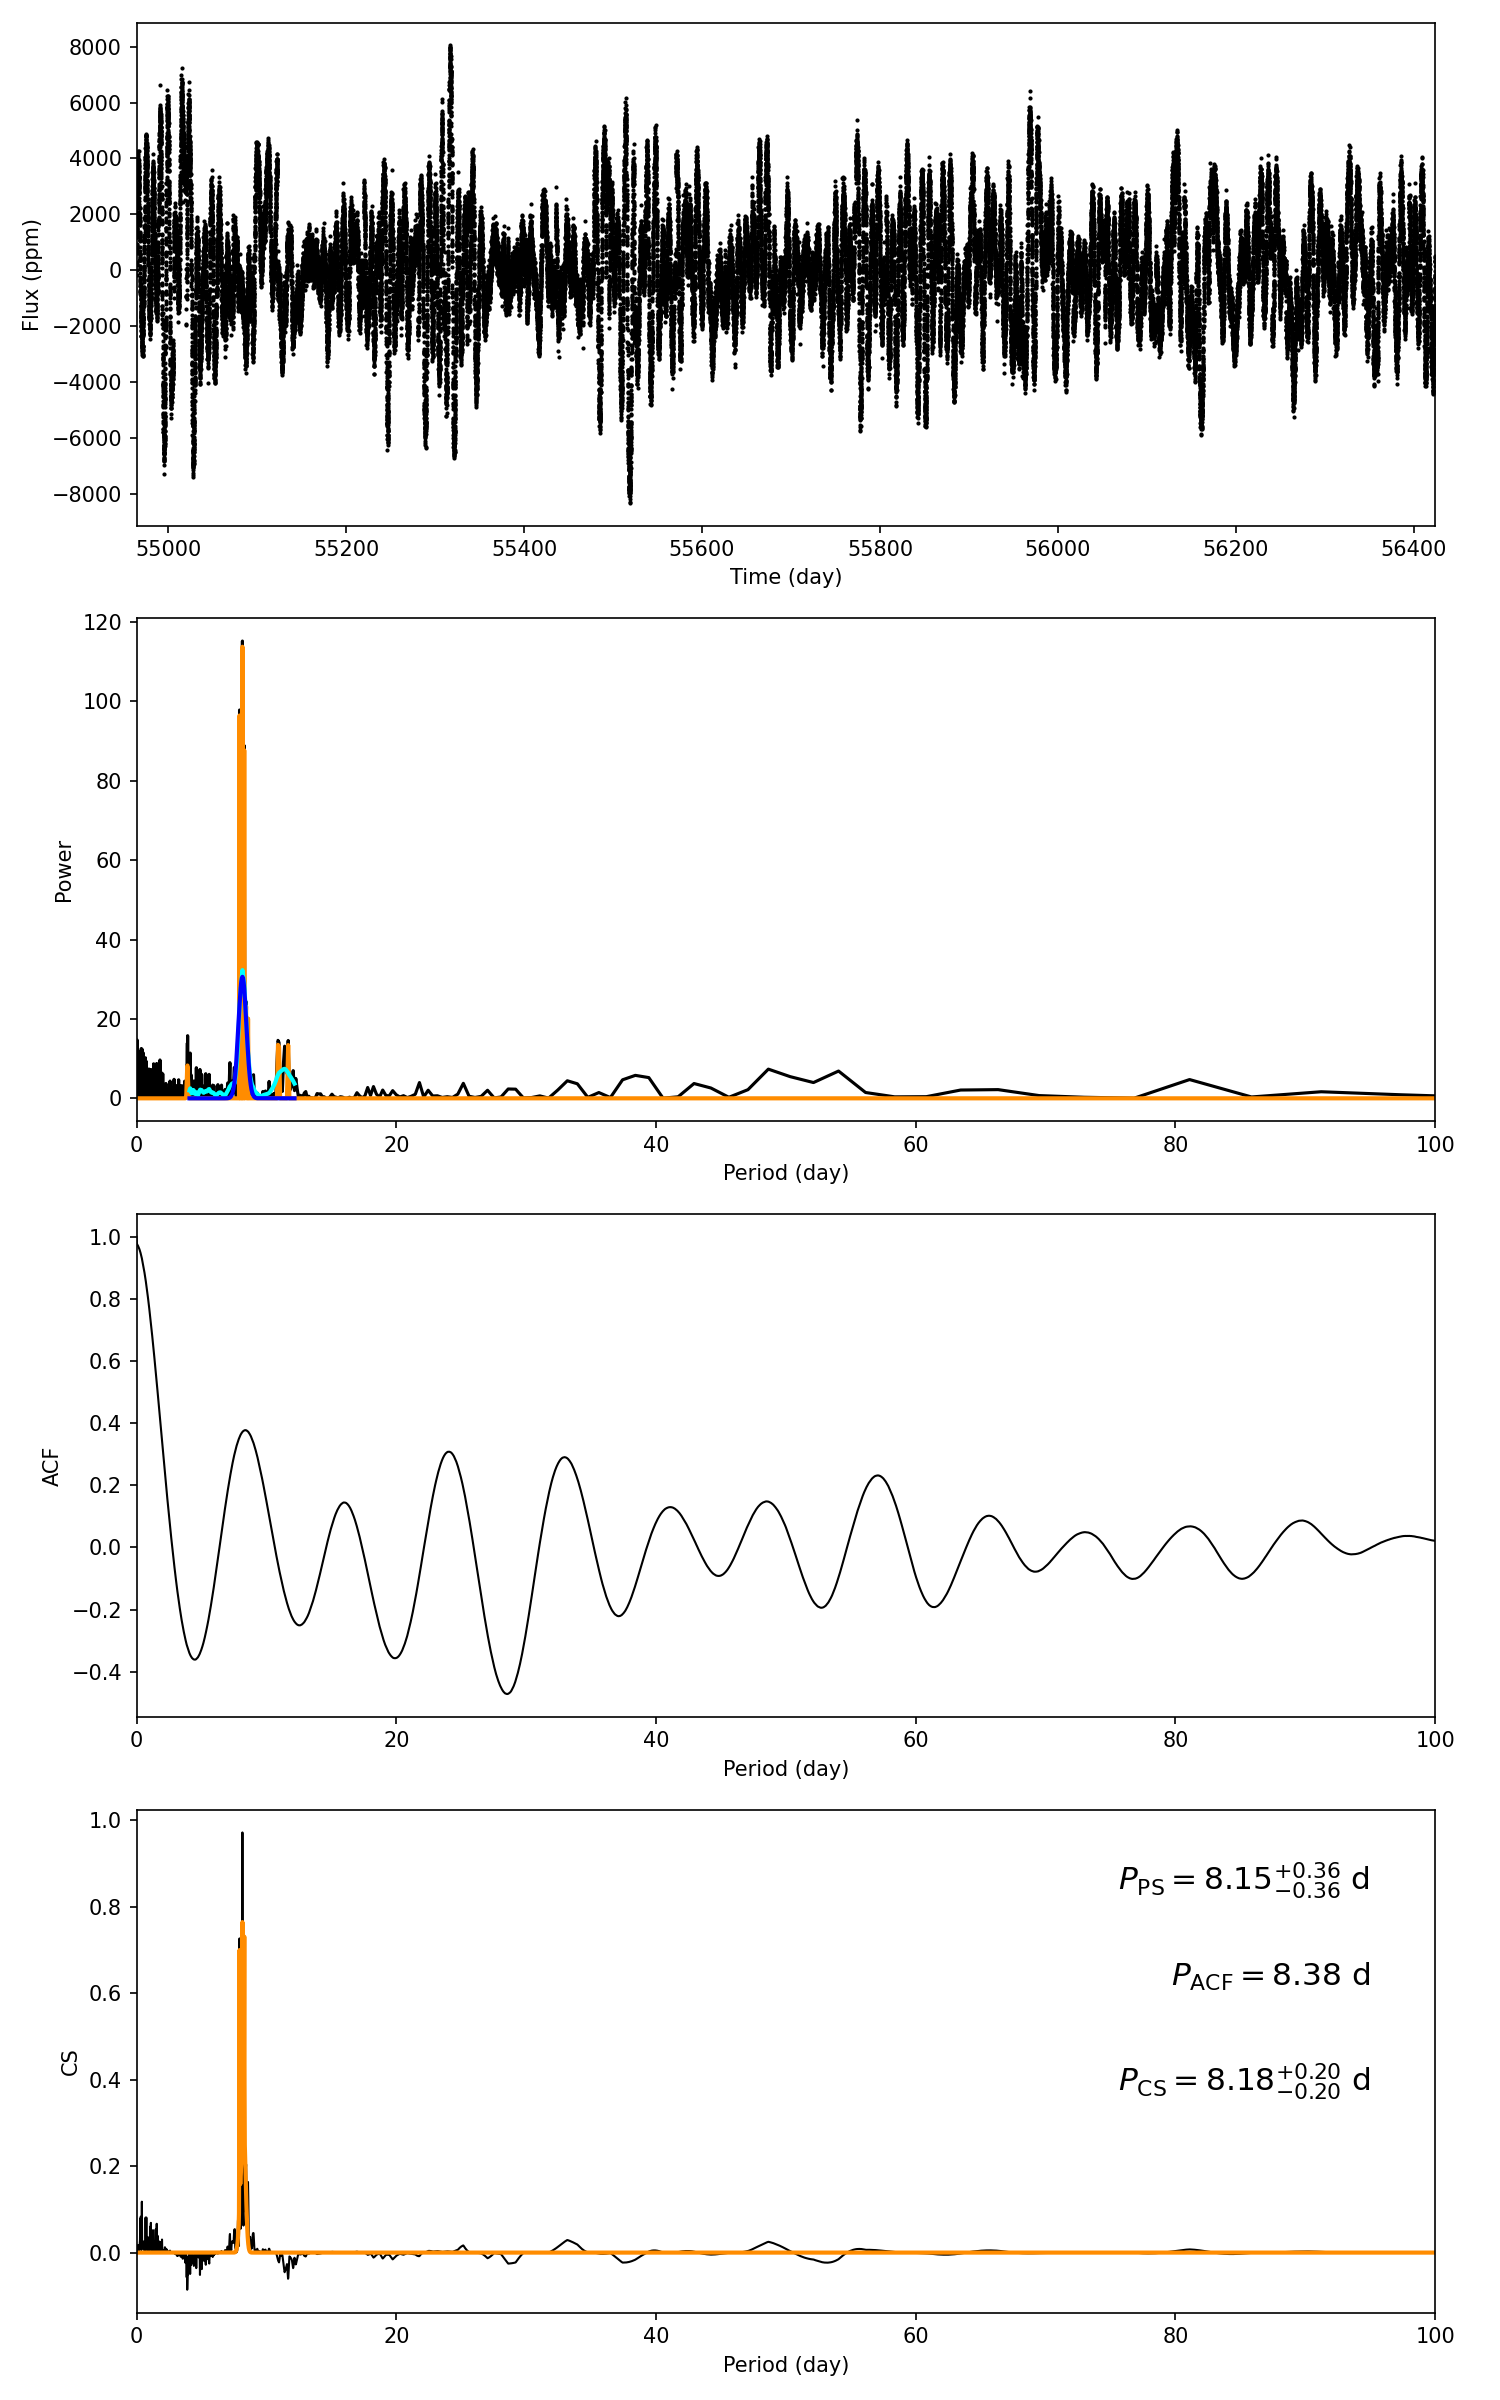 8000
6000
4000
2000
0
−2000
−4000
−6000
−8000
Flux (ppm)
55000 55200 55400 55600 55800 56000 56200 56400
Time (day)
120
100
80
60
40
20
0
Power
0 20 40 60 80 100
Period (day)
1.0
0.8
0.6
0.4
0.2
0.0
−0.2
−0.4
ACF
0 20 40 60 80 100
Period (day)
1.0
0.8
0.6
0.4
0.2
0.0
CS
P_PS = 8.15^{+0.36}_{−0.36} d
P_ACF = 8.38 d
P_CS = 8.18^{+0.20}_{−0.20} d
0 20 40 60 80 100
Period (day)